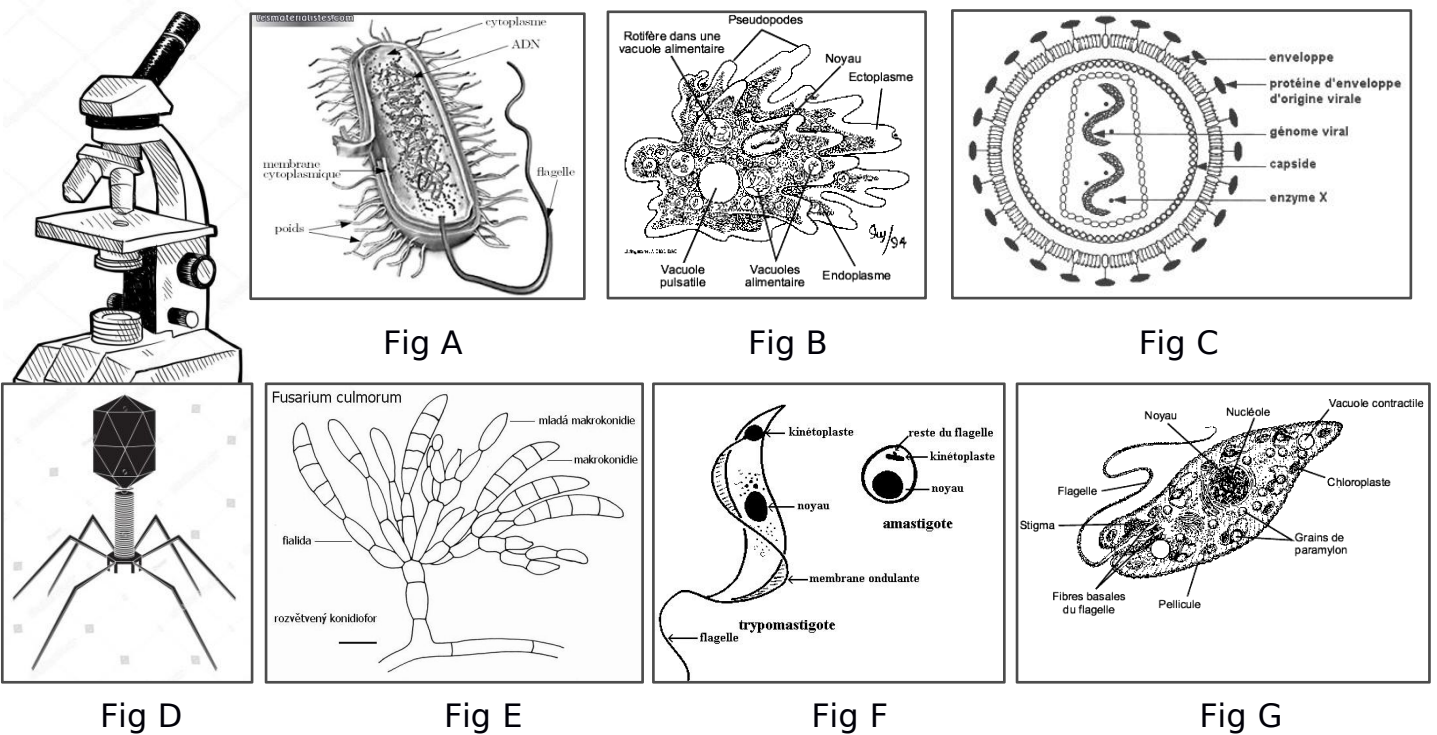 Lesmaterialistes.com
cytoplasme
ADN
membrane
cytoplasmique
flagelle
poids
Fig A
Pseudopodes
Rotifère dans une
vacuole alimentaire
Noyau
Ectoplasme
Vacuole
pulsatile
Vacuoles
alimentaire
Endoplasme
Fig B
enveloppe
protéine d'enveloppe
d'origine virale
génome viral
capside
enzyme X
Fig C
Fig D
Fusarium culmorum
mladá makrokonidie
makrokonidie
fialida
rozvětvený konidiofor
Fig E
kinétoplaste
noyau
membrane ondulante
trypomastigote
flagelle
reste du flagelle
kinétoplaste
noyau
amastigote
Fig F
Noyau
Nucléole
Vacuole contractile
Flagelle
Chloroplaste
Stigma
Grains de
paramylon
Fibres basales
du flagelle
Pellicule
Fig G